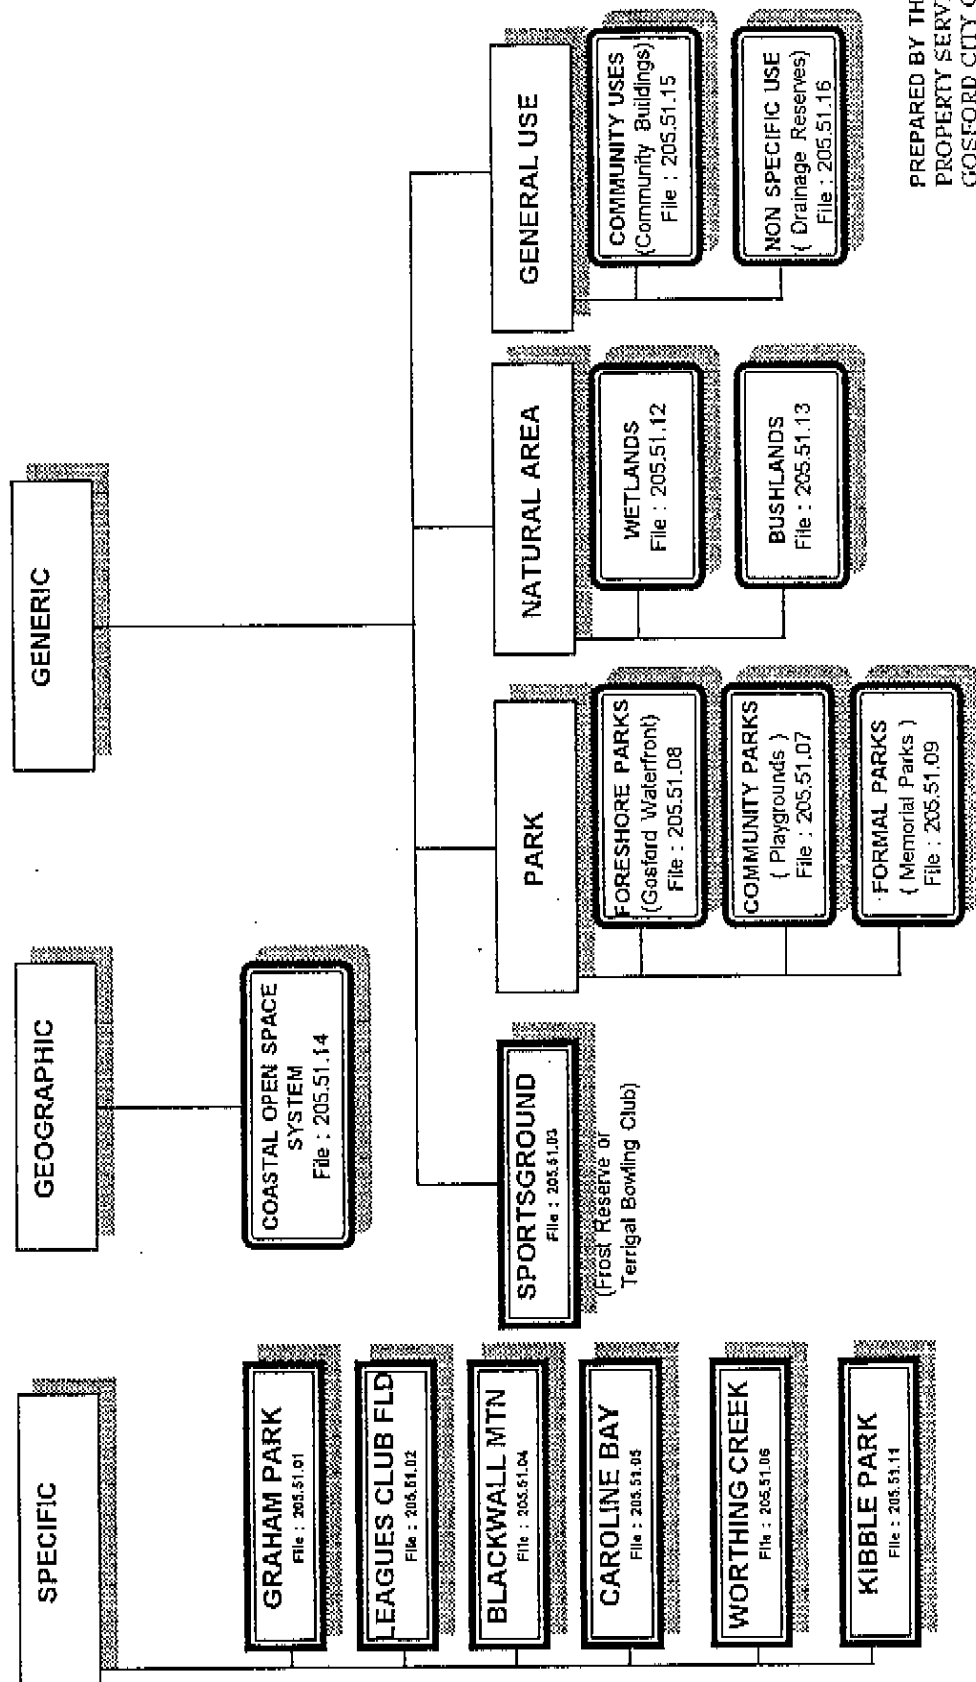 SPECIFIC
GRAHAM PARK
File : 205.51.01
LEAGUES CLUB FLD
File : 205.51.02
BLACKWALL MTN
File : 205.51.04
CAROLINE BAY
File : 205.51.05
WORTHING CREEK
File : 205.51.06
KIBBLE PARK
File : 205.51.11
GEOGRAPHIC
COASTAL OPEN SPACE
SYSTEM
File : 205.51.14
GENERIC
SPORTSGROUND
File : 205.51.03
(Frost Reserve or
Terrigal Bowling Club)
PARK
FORESHORE PARKS
(Gosford Waterfront)
File : 205.51.08
COMMUNITY PARKS
( Playgrounds )
File : 205.51.07
FORMAL PARKS
( Memorial Parks )
File : 205.51.09
NATURAL AREA
WETLANDS
File : 205.51.12
BUSHLANDS
File : 205.51.13
GENERAL USE
COMMUNITY USES
(Community Buildings)
File : 205.51.15
NON SPECIFIC USE
( Drainage Reserves)
File : 205.51.16
PREPARED BY TH
PROPERTY SERVI
GOSFORD CITY C